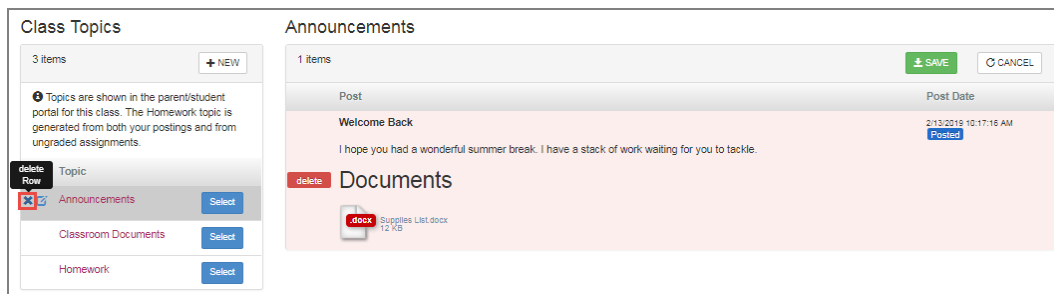 Class Topics
3 items
+ NEW
Topics are shown in the parent/student
portal for this class. The Homework topic is
generated from both your postings and from
ungraded assignments.
Topic
delete
Row
Announcements
Select
Classroom Documents
Select
Homework
Select
Announcements
1 items
SAVE
CANCEL
Post
Post Date
Welcome Back
2/13/2019 10:17:16 AM
Posted
I hope you had a wonderful summer break. I have a stack of work waiting for you to tackle.
delete
Documents
.docx
Supplies List.docx
12 KB